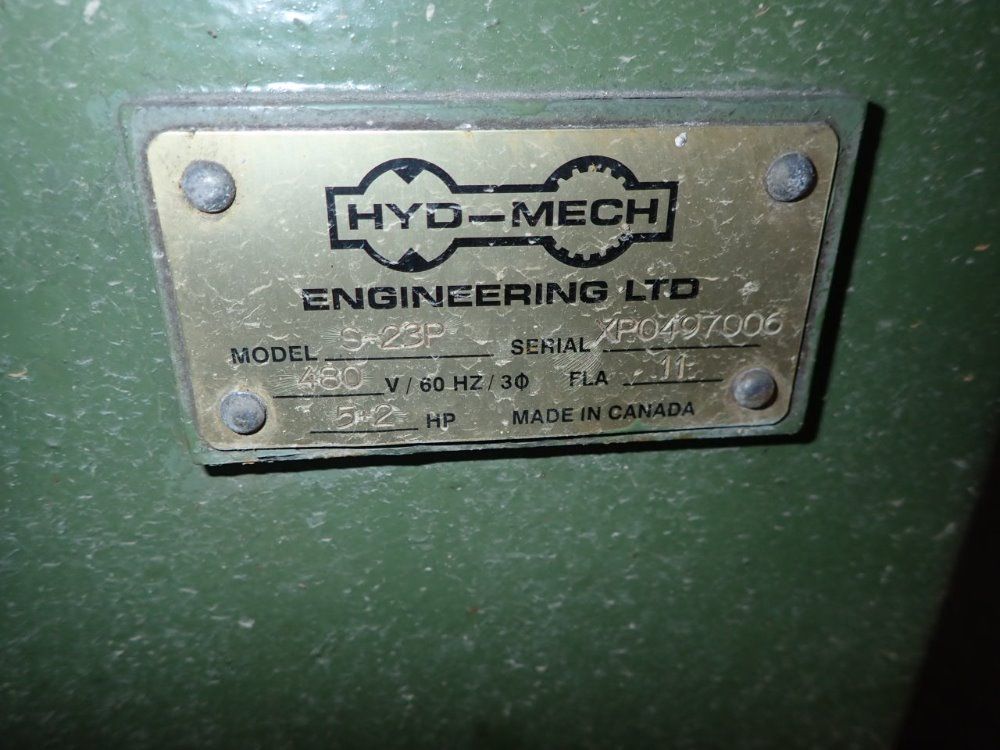 HYD-MECH
ENGINEERING LTD
MODEL S-23P SERIAL XP0497006
480 V/60 HZ/3Φ FLA 11
5-2 HP MADE IN CANADA